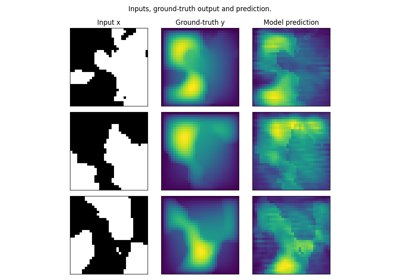 Inputs, ground-truth output and prediction.
Input x
Ground-truth y
Model prediction